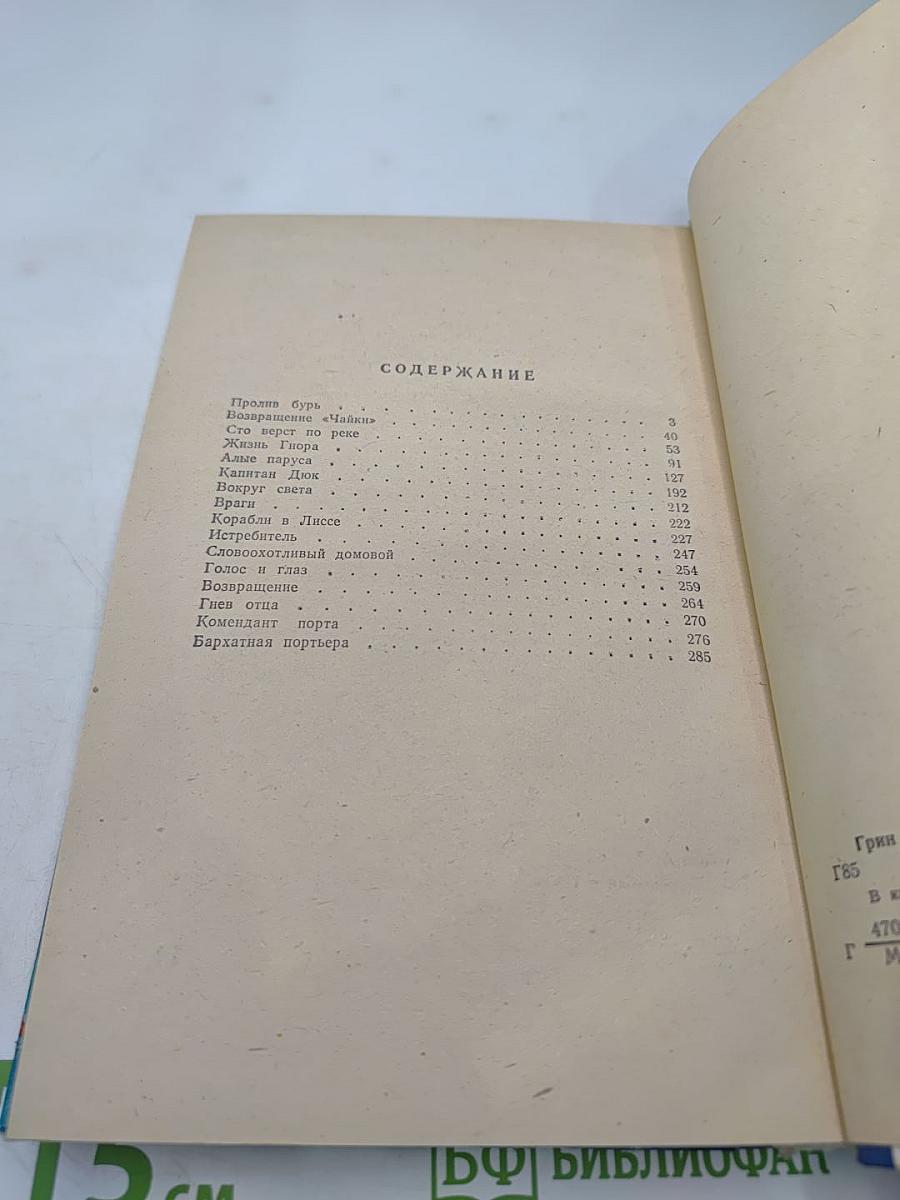 СОДЕРЖАНИЕ
Пролив бурь . . . . . . . . . . . . . . . 3
Возвращение «Чайки» . . . . . . . . . . . . . 40
Сто верст по реке . . . . . . . . . . . . . . 53
Жизнь Гнора . . . . . . . . . . . . . . . 91
Алые паруса . . . . . . . . . . . . . . . 127
Капитан Дюк . . . . . . . . . . . . . . . 192
Вокруг света . . . . . . . . . . . . . . . 212
Враги . . . . . . . . . . . . . . . . . 222
Корабли в Лиссе . . . . . . . . . . . . . . 227
Истребитель . . . . . . . . . . . . . . . 247
Словоохотливый домовой . . . . . . . . . . . . 254
Голос и глаз . . . . . . . . . . . . . . . 259
Возвращение . . . . . . . . . . . . . . . 264
Гнев отца . . . . . . . . . . . . . . . . 270
Комендант порта . . . . . . . . . . . . . . 276
Бархатная портьера . . . . . . . . . . . . . 285
Грин
Г85
В к
Г 470
М
СМ
БФ БИБЛИОФАН